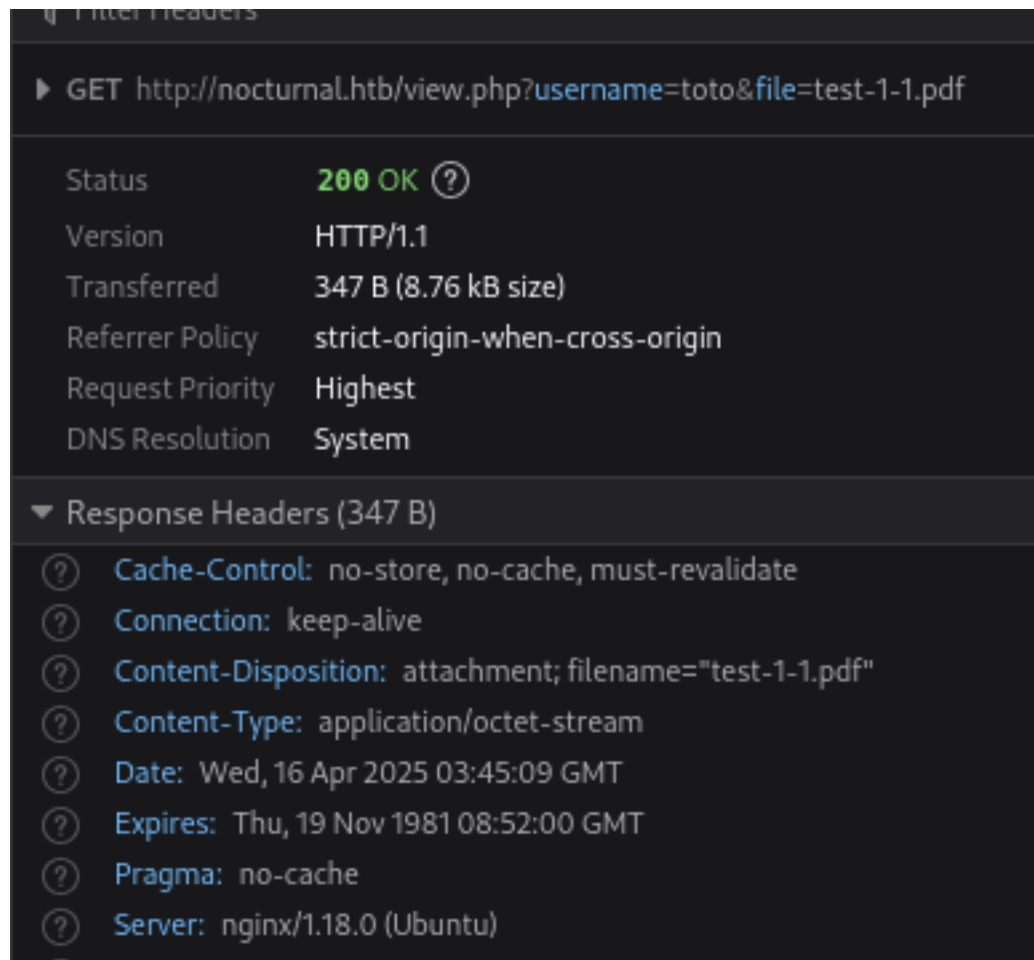 Filter Headers
GET http://nocturnal.htb/view.php?username=toto&file=test-1-1.pdf
Status 200 OK ?
Version HTTP/1.1
Transferred 347 B (8.76 kB size)
Referrer Policy strict-origin-when-cross-origin
Request Priority Highest
DNS Resolution System
Response Headers (347 B)
? Cache-Control: no-store, no-cache, must-revalidate
? Connection: keep-alive
? Content-Disposition: attachment; filename="test-1-1.pdf"
? Content-Type: application/octet-stream
? Date: Wed, 16 Apr 2025 03:45:09 GMT
? Expires: Thu, 19 Nov 1981 08:52:00 GMT
? Pragma: no-cache
? Server: nginx/1.18.0 (Ubuntu)